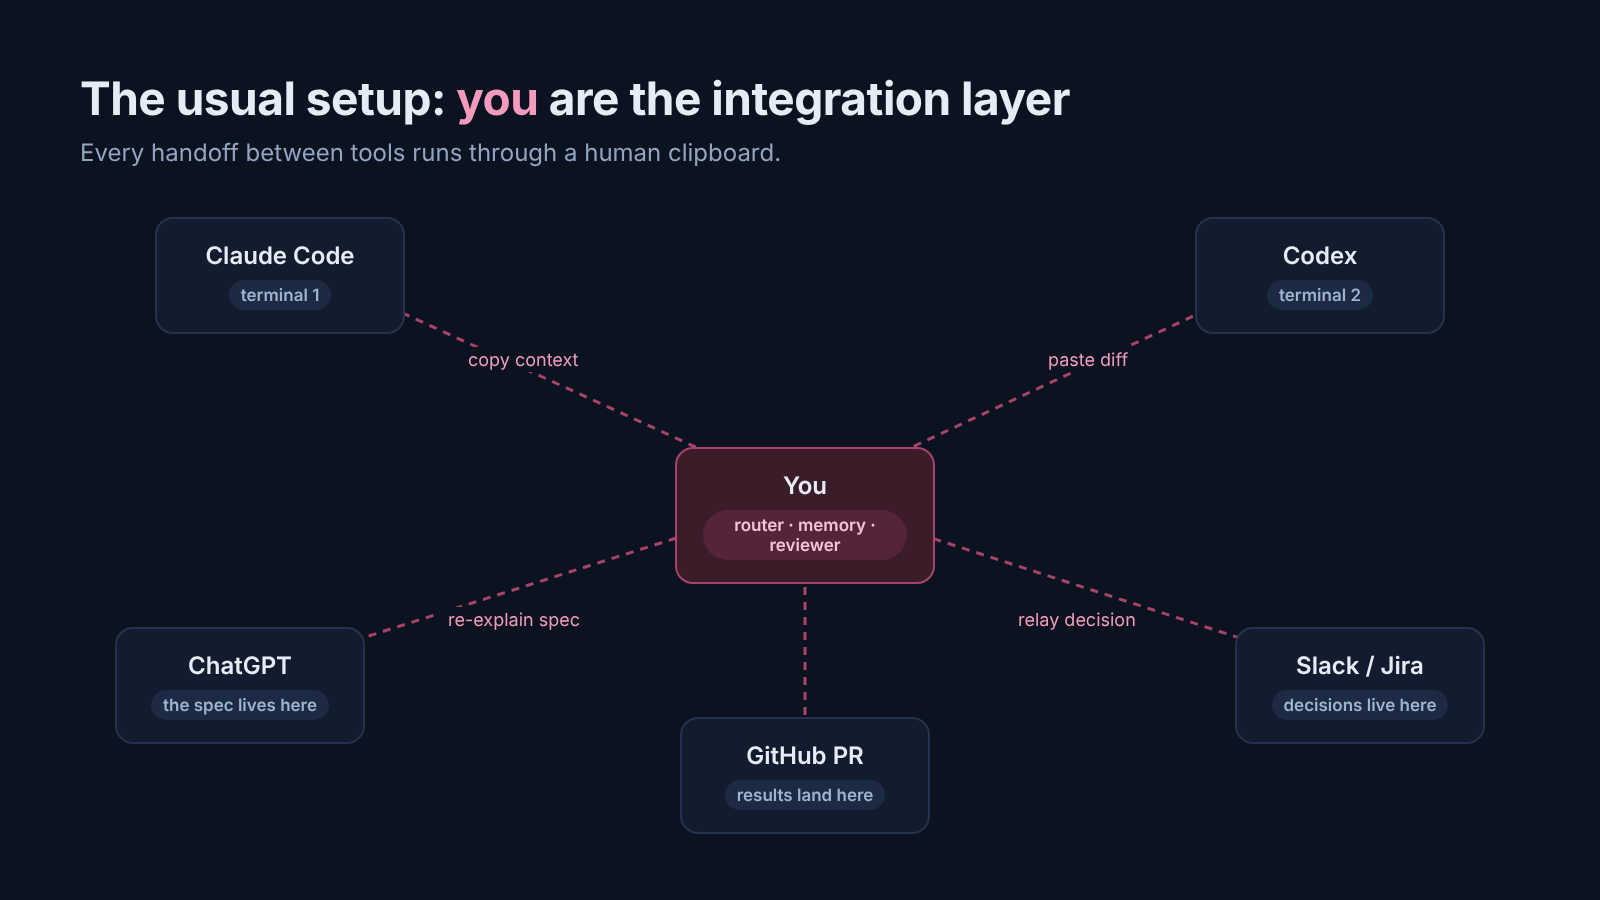 The usual setup: you are the integration layer
Every handoff between tools runs through a human clipboard.
Claude Code
terminal 1
Codex
terminal 2
copy context
paste diff
You
router · memory ·
reviewer
re-explain spec
relay decision
ChatGPT
the spec lives here
Slack / Jira
decisions live here
GitHub PR
results land here